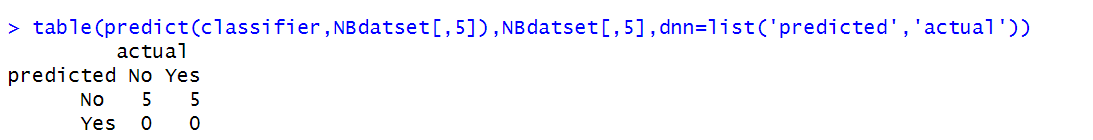 > table(predict(classifier,NBdatset[,5]),NBdatset[,5],dnn=list('predicted','actual'))
actual
predicted No Yes
No 5 5
Yes 0 0